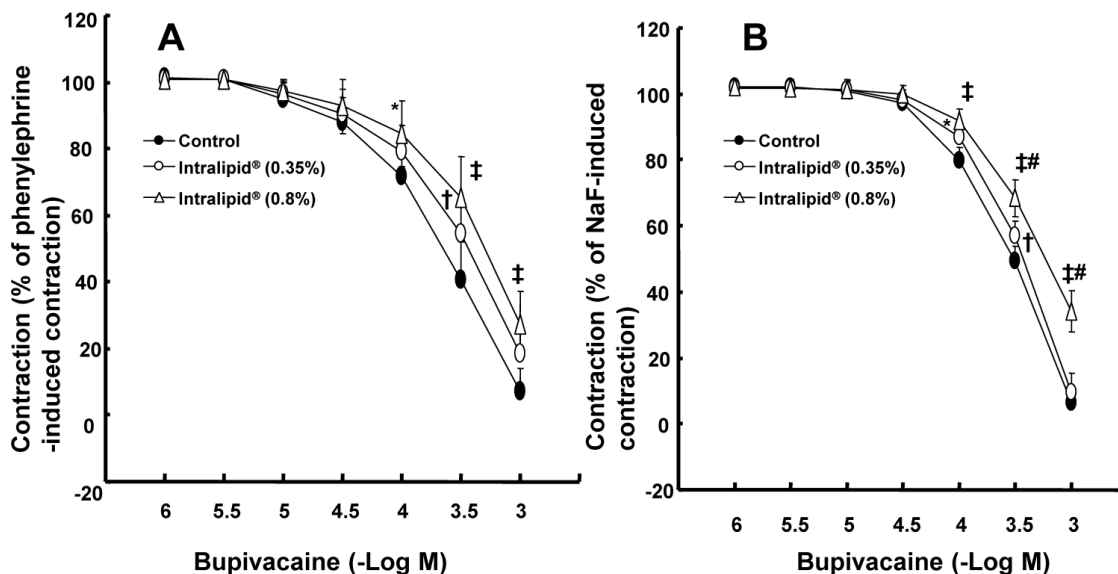 A
Contraction (% of phenylephrine
-induced contraction)
120
100
80
60
40
20
0
-20
Control
Intralipid® (0.35%)
Intralipid® (0.8%)
*
†
‡
‡
6 5.5 5 4.5 4 3.5 3
Bupivacaine (-Log M)
B
Contraction (% of NaF-induced
contraction)
120
100
80
60
40
20
0
-20
Control
Intralipid® (0.35%)
Intralipid® (0.8%)
‡
*
‡#
†
‡#
6 5.5 5 4.5 4 3.5 3
Bupivacaine (-Log M)